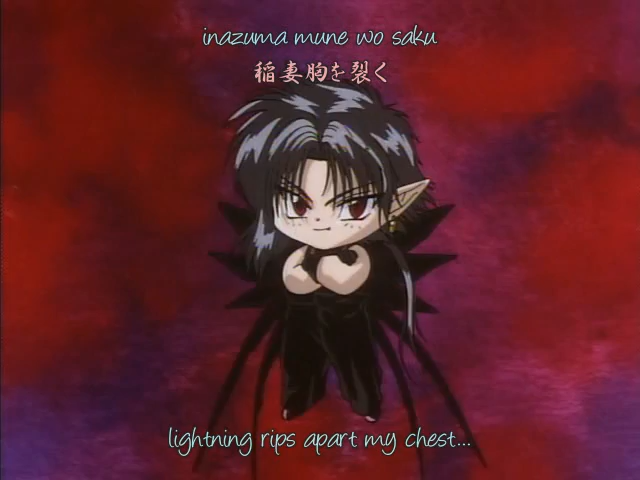 inazuma mune wo saku
稲妻胸を裂く
lightning rips apart my chest...